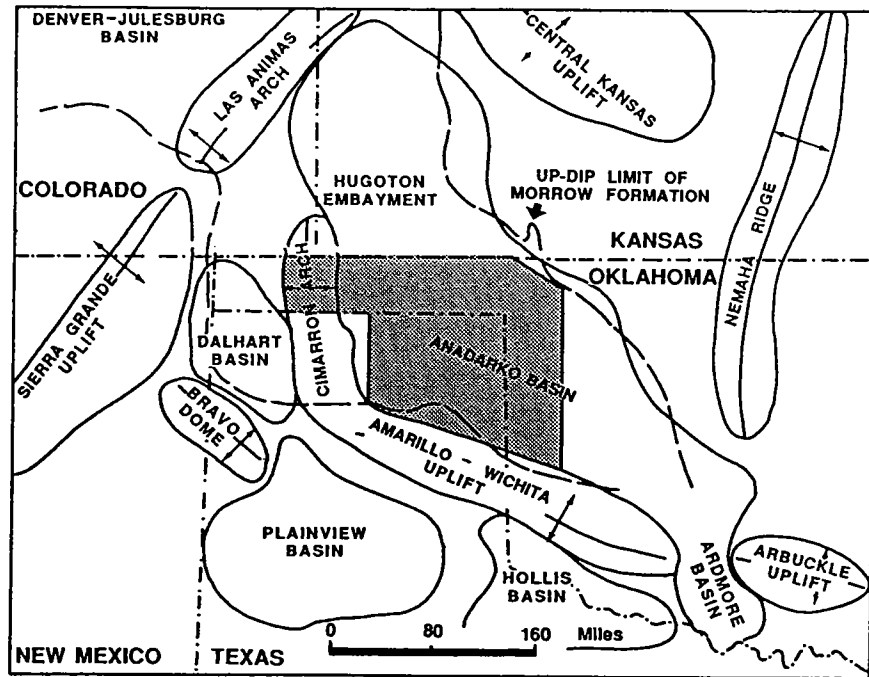 DENVER-JULESBURG
BASIN
LAS ANIMAS
ARCH
CENTRAL KANSAS
UPLIFT
COLORADO
HUGOTON
EMBAYMENT
UP-DIP LIMIT OF
MORROW FORMATION
KANSAS
OKLAHOMA
NEMAHA RIDGE
SIERRA GRANDE
UPLIFT
DALHART
BASIN
CIMARRON ARCH
ANADARKO BASIN
BRAVO
DOME
AMARILLO - WICHITA
UPLIFT
PLAINVIEW
BASIN
HOLLIS
BASIN
ARDMORE
BASIN
ARBUCKLE
UPLIFT
0 80 160 Miles
NEW MEXICO TEXAS